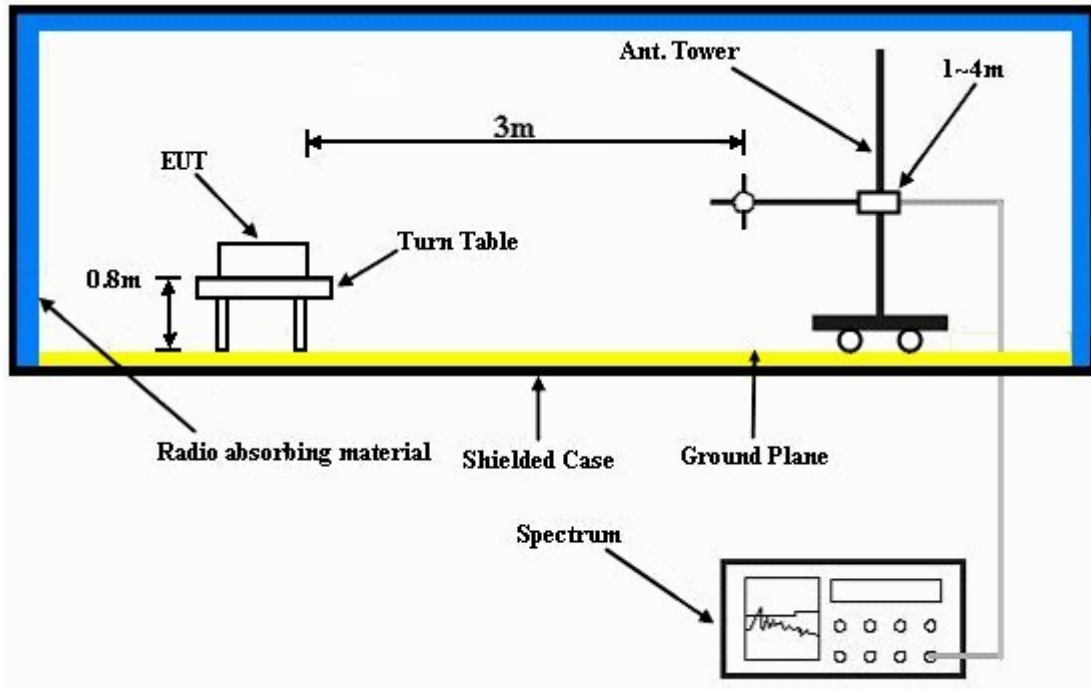 Ant. Tower
1~4m
3m
EUT
Turn Table
0.8m
Radio absorbing material
Shielded Case
Ground Plane
Spectrum